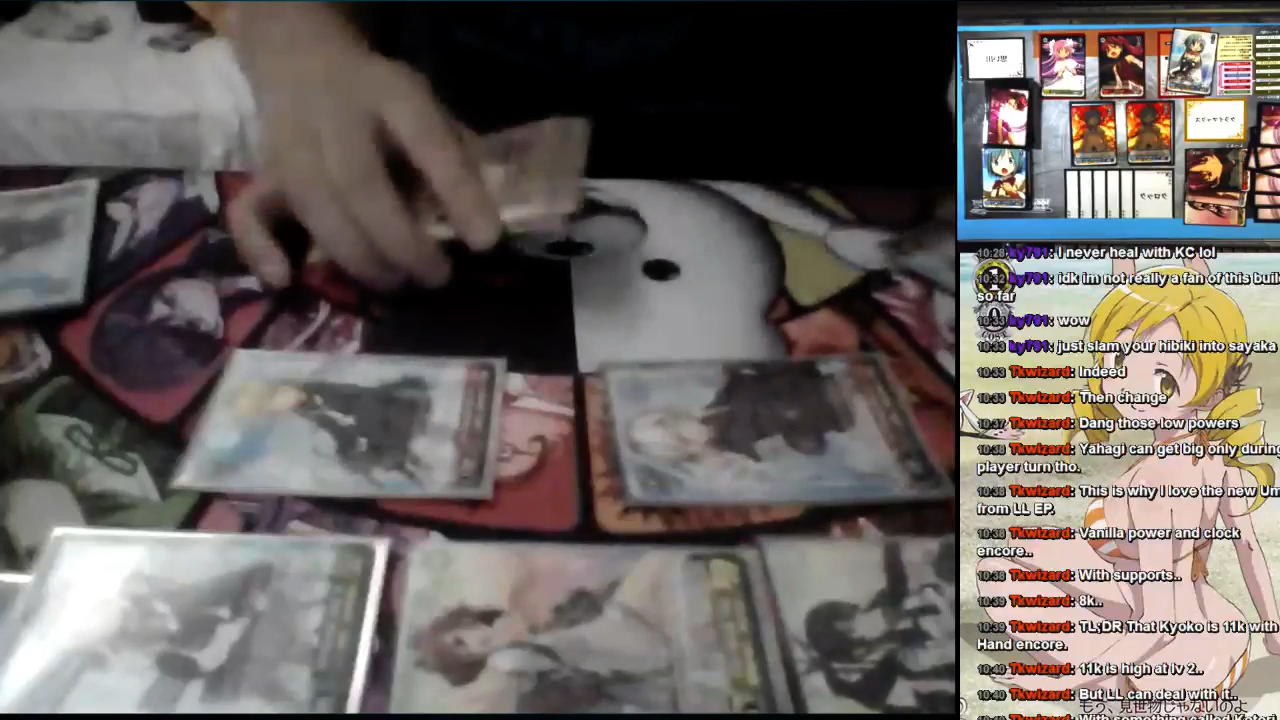 10:28 ky791: I never heal with KC lol
10:32 ky791: idk im not really a fan of this buil
so far
10:33 ky791: wow
10:33 ky791: just slam your hibiki into sayaka
10:33 Tkwizard: Indeed
10:33 Tkwizard: Then change
10:37 Tkwizard: Dang those low powers
10:38 Tkwizard: Yahagi can get big only during
player turn tho.
10:38 Tkwizard: This is why I love the new Um
from LL EP.
10:38 Tkwizard: Vanilla power and clock
encore..
10:38 Tkwizard: With supports..
10:39 Tkwizard: 8k..
10:39 Tkwizard: TL;DR That Kyoko is 11k with
Hand encore.
10:40 Tkwizard: 11k is high at lv 2..
10:40 Tkwizard: But LL can deal with it..
もう、見世物じゃないのよ